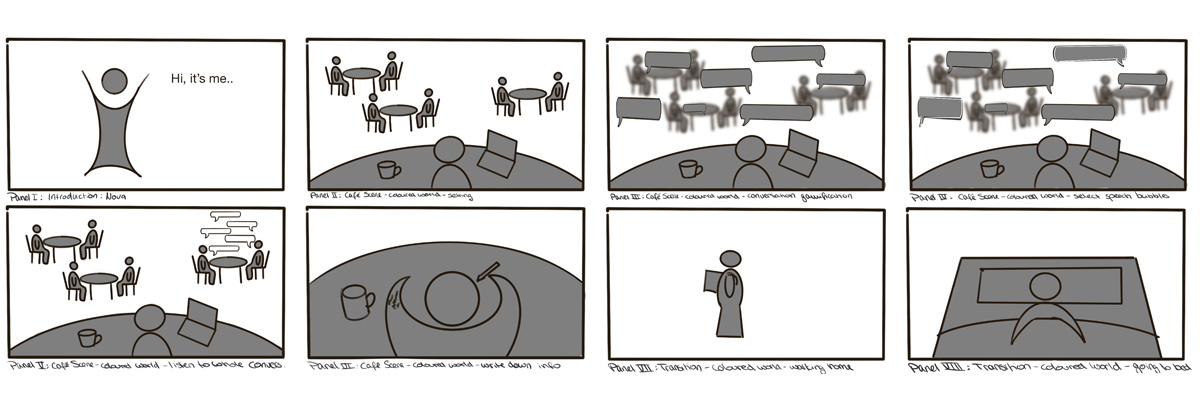 Hi, it's me..
Panel I: Introduction: Nova
Panel II: Café Scene - coloured world - setting
Panel III: Café Scene - coloured world - conversation gamification
Panel IV: Café Scene - coloured world - select speech bubbles
Panel V: Café Scene - coloured world - listen to whole convers.
Panel III: Café Scene - coloured world - write down info
Panel VII: Transition - coloured world - walking home
Panel VIII: Transition - coloured world - going to bed